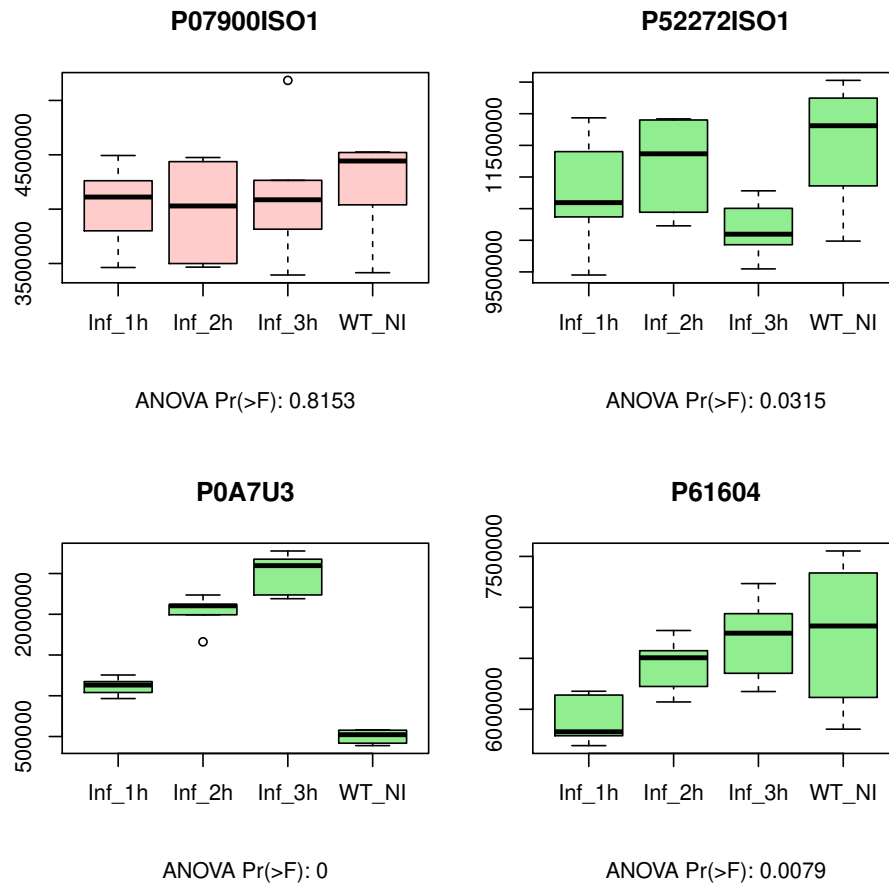 P07900ISO1
4500000
3500000
Inf_1h Inf_2h Inf_3h WT_NI
ANOVA Pr(>F): 0.8153
P52272ISO1
11500000
9500000
Inf_1h Inf_2h Inf_3h WT_NI
ANOVA Pr(>F): 0.0315
P0A7U3
2000000
500000
Inf_1h Inf_2h Inf_3h WT_NI
ANOVA Pr(>F): 0
P61604
7500000
6000000
Inf_1h Inf_2h Inf_3h WT_NI
ANOVA Pr(>F): 0.0079